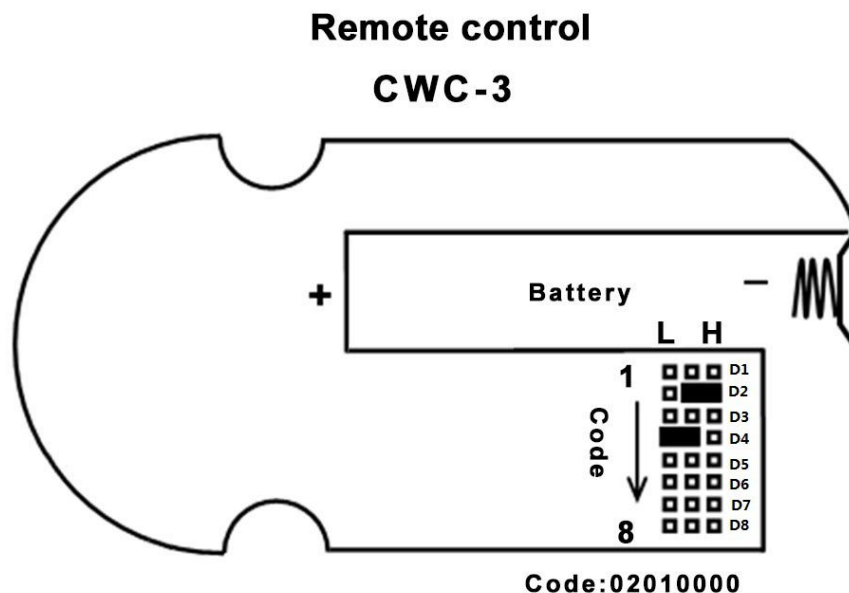 Remote control
CWC-3
+ Battery −
L H
1
D1
D2
D3
D4
D5
D6
D7
D8
Code
8
Code:02010000